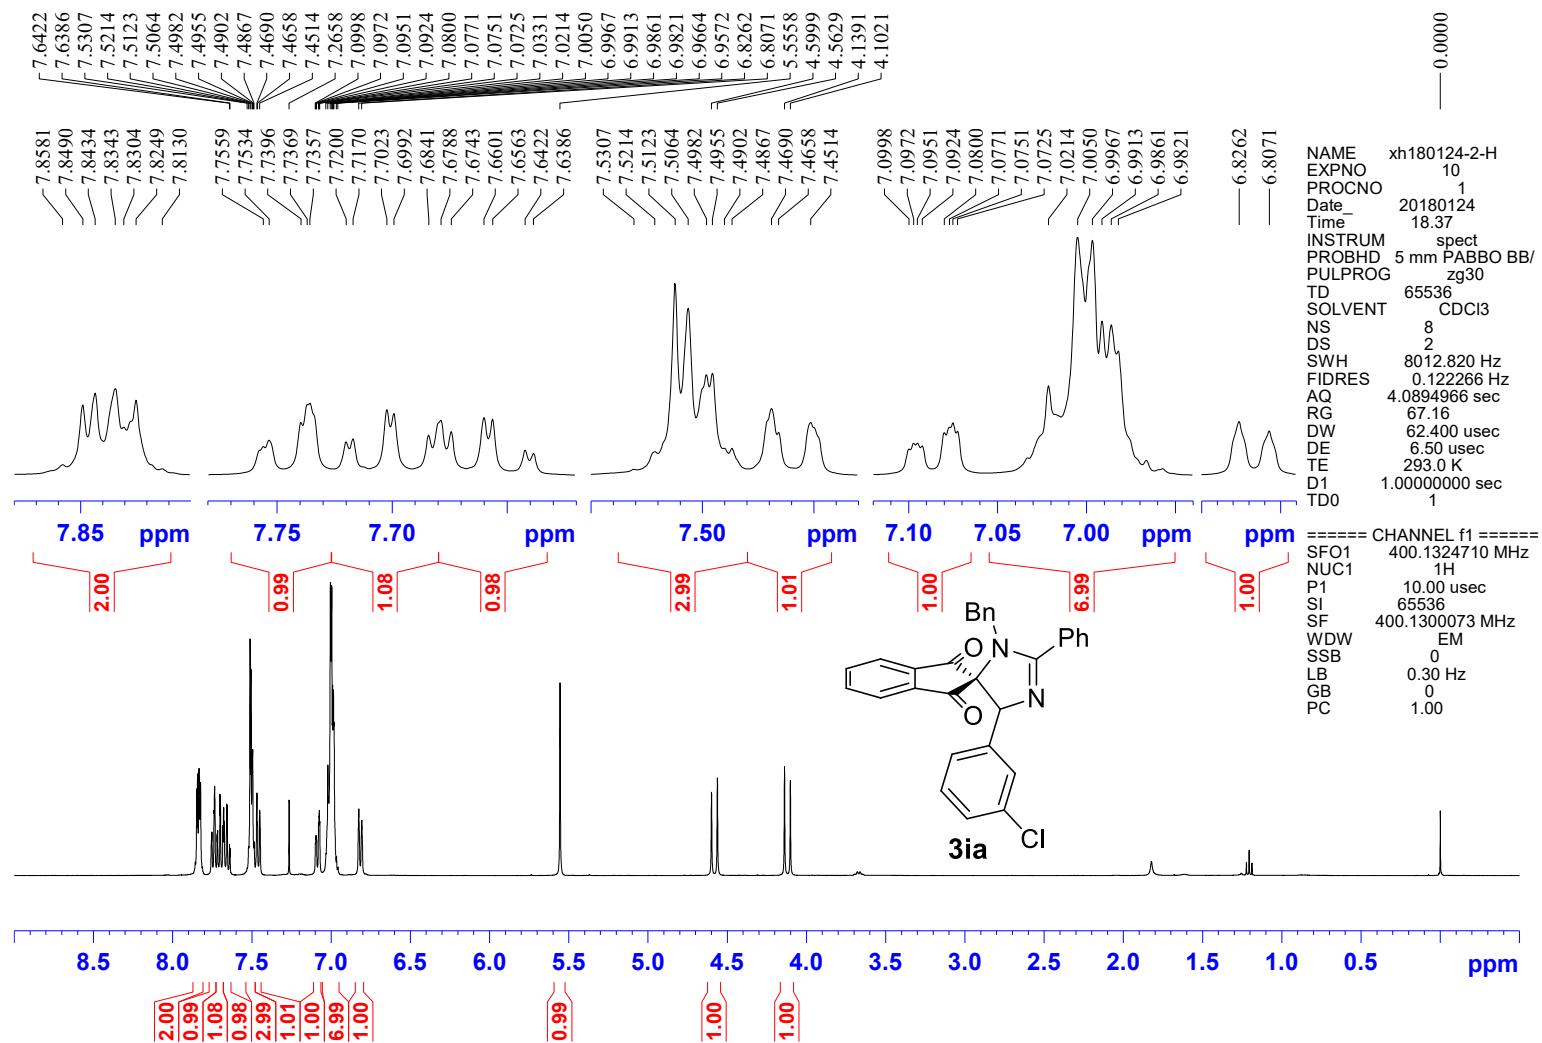 7.6422 7.6386 7.5307 7.5214 7.5123 7.5064 7.4982 7.4955 7.4902 7.4867 7.4690 7.4658 7.4514 7.2658 7.0998 7.0972 7.0951 7.0924 7.0800 7.0771 7.0751 7.0725 7.0331 7.0214 7.0050 6.9967 6.9913 6.9861 6.9821 6.9664 6.9572 6.8262 6.8071 5.5558 4.5999 4.5629 4.1391 4.1021 0.0000
7.8581 7.8490 7.8434 7.8343 7.8304 7.8249 7.8130 7.7559 7.7534 7.7396 7.7369 7.7357 7.7200 7.7170 7.7023 7.6992 7.6841 7.6788 7.6743 7.6601 7.6563 7.6422 7.6386 7.5307 7.5214 7.5123 7.5064 7.4982 7.4955 7.4902 7.4867 7.4690 7.4658 7.4514 7.0998 7.0972 7.0951 7.0924 7.0800 7.0771 7.0751 7.0725 7.0214 7.0050 6.9967 6.9913 6.9861 6.9821 6.8262 6.8071
NAME xh180124-2-H
EXPNO 10
PROCNO 1
Date_ 20180124
Time 18.37
INSTRUM spect
PROBHD 5 mm PABBO BB/
PULPROG zg30
TD 65536
SOLVENT CDCl3
NS 8
DS 2
SWH 8012.820 Hz
FIDRES 0.122266 Hz
AQ 4.0894966 sec
RG 67.16
DW 62.400 usec
DE 6.50 usec
TE 293.0 K
D1 1.00000000 sec
TD0 1
====== CHANNEL f1 ======
SFO1 400.1324710 MHz
NUC1 1H
P1 10.00 usec
SI 65536
SF 400.1300073 MHz
WDW EM
SSB 0
LB 0.30 Hz
GB 0
PC 1.00
7.85 ppm 7.75 7.70 ppm 7.50 ppm 7.10 7.05 7.00 ppm ppm
2.00 0.99 1.08 0.98 2.99 1.01 1.00 6.99 1.00
Bn
O N Ph
N
O
Cl
3ia
8.5 8.0 7.5 7.0 6.5 6.0 5.5 5.0 4.5 4.0 3.5 3.0 2.5 2.0 1.5 1.0 0.5 ppm
2.00 0.99 1.08 0.98 2.99 1.01 1.00 6.99 1.00 0.99 1.00 1.00